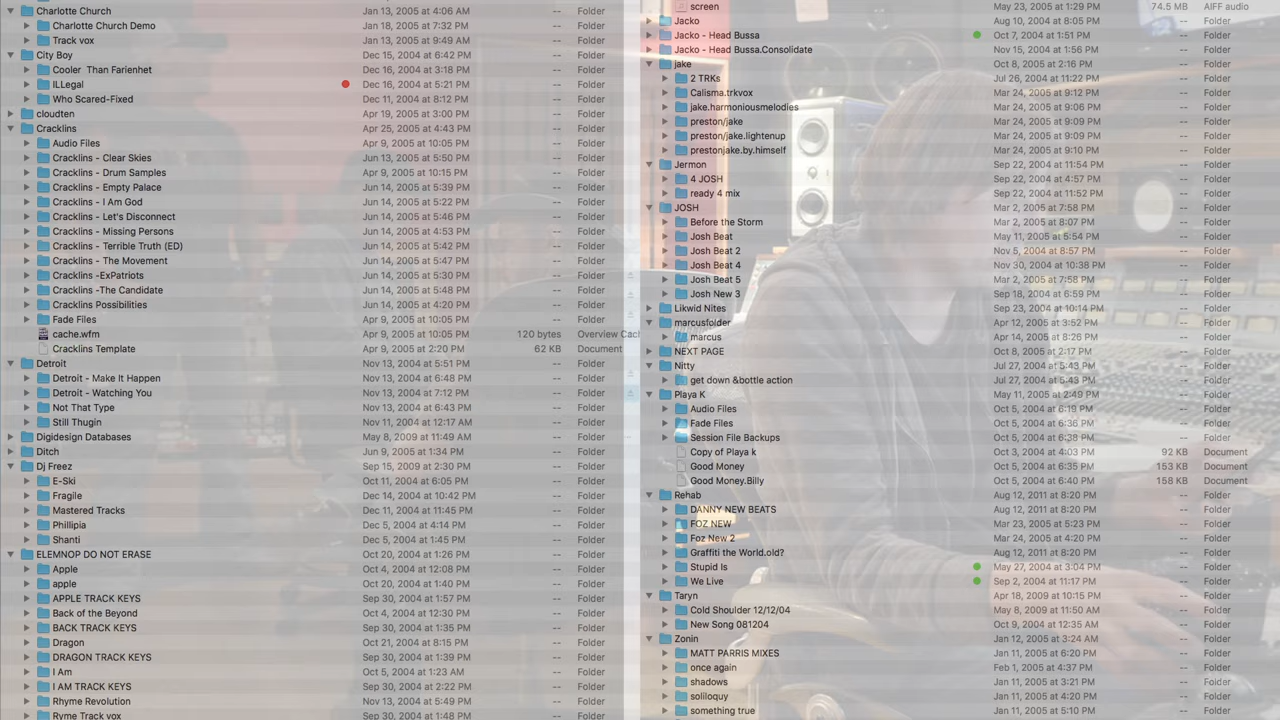 Charlotte Church Jan 13, 2005 at 4:06 AM -- Folder
Charlotte Church Demo Jan 18, 2005 at 7:32 PM -- Folder
Track vox Jan 13, 2005 at 9:49 AM -- Folder
City Boy Dec 15, 2004 at 6:42 PM -- Folder
Cooler Than Farienhet Dec 16, 2004 at 3:18 PM -- Folder
ILLegal Dec 16, 2004 at 5:21 PM -- Folder
Who Scared-Fixed Dec 11, 2004 at 8:12 PM -- Folder
cloudten Apr 19, 2005 at 3:00 PM -- Folder
Cracklins Apr 25, 2005 at 4:43 PM -- Folder
Audio Files Apr 9, 2005 at 10:05 PM -- Folder
Cracklins - Clear Skies Jun 13, 2005 at 5:50 PM -- Folder
Cracklins - Drum Samples Apr 9, 2005 at 10:15 PM -- Folder
Cracklins - Empty Palace Jun 14, 2005 at 5:39 PM -- Folder
Cracklins - I Am God Jun 14, 2005 at 5:22 PM -- Folder
Cracklins - Let's Disconnect Jun 14, 2005 at 5:46 PM -- Folder
Cracklins - Missing Persons Jun 14, 2005 at 4:53 PM -- Folder
Cracklins - Terrible Truth (ED) Jun 14, 2005 at 5:42 PM -- Folder
Cracklins - The Movement Jun 14, 2005 at 5:47 PM -- Folder
Cracklins -ExPatriots Jun 14, 2005 at 5:30 PM -- Folder
Cracklins -The Candidate Jun 14, 2005 at 5:48 PM -- Folder
Cracklins Possibilities Jun 14, 2005 at 4:20 PM -- Folder
Fade Files Apr 9, 2005 at 10:05 PM -- Folder
cache.wfm Apr 9, 2005 at 10:05 PM 120 bytes Overview Cach
Cracklins Template Apr 9, 2005 at 2:20 PM 62 KB Document
Detroit Nov 13, 2004 at 5:51 PM -- Folder
Detroit - Make It Happen Nov 13, 2004 at 6:48 PM -- Folder
Detroit - Watching You Nov 13, 2004 at 7:12 PM -- Folder
Not That Type Nov 13, 2004 at 6:43 PM -- Folder
Still Thugin Nov 11, 2004 at 12:17 AM -- Folder
Digidesign Databases May 8, 2009 at 11:49 AM -- Folder
Ditch Jun 9, 2005 at 1:34 PM -- Folder
Dj Freez Sep 15, 2009 at 2:30 PM -- Folder
E-Ski Oct 11, 2004 at 6:05 PM -- Folder
Fragile Dec 14, 2004 at 10:42 PM -- Folder
Mastered Tracks Dec 11, 2004 at 11:45 PM -- Folder
Phillipia Dec 5, 2004 at 4:14 PM -- Folder
Shanti Dec 5, 2004 at 1:45 PM -- Folder
ELEMNOP DO NOT ERASE Oct 20, 2004 at 1:26 PM -- Folder
Apple Oct 4, 2004 at 12:08 PM -- Folder
apple Oct 20, 2004 at 1:40 PM -- Folder
APPLE TRACK KEYS Sep 30, 2004 at 1:57 PM -- Folder
Back of the Beyond Oct 4, 2004 at 12:30 PM -- Folder
BACK TRACK KEYS Sep 30, 2004 at 1:35 PM -- Folder
Dragon Oct 21, 2004 at 8:15 PM -- Folder
DRAGON TRACK KEYS Sep 30, 2004 at 1:39 PM -- Folder
I Am Oct 5, 2004 at 1:23 AM -- Folder
I AM TRACK KEYS Sep 30, 2004 at 2:22 PM -- Folder
Rhyme Revolution Nov 13, 2004 at 5:49 PM -- Folder
Ryme Track vox Sep 30, 2004 at 1:48 PM -- Folder
screen May 23, 2005 at 1:29 PM 74.5 MB AIFF audio
Jacko Aug 10, 2004 at 8:05 PM -- Folder
Jacko - Head Bussa Oct 7, 2004 at 1:51 PM -- Folder
Jacko - Head Bussa.Consolidate Nov 15, 2004 at 1:56 PM -- Folder
jake Oct 8, 2005 at 2:16 PM -- Folder
2 TRKs Jul 26, 2004 at 11:22 PM -- Folder
Calisma.trkvox Mar 24, 2005 at 9:12 PM -- Folder
jake.harmoniousmelodies Mar 24, 2005 at 9:06 PM -- Folder
preston/jake Mar 24, 2005 at 9:09 PM -- Folder
preston/jake.lightenup Mar 24, 2005 at 9:09 PM -- Folder
prestonjake.by.himself Mar 24, 2005 at 9:10 PM -- Folder
Jermon Sep 22, 2004 at 11:54 PM -- Folder
4 JOSH Sep 22, 2004 at 4:57 PM -- Folder
ready 4 mix Sep 22, 2004 at 11:52 PM -- Folder
JOSH Mar 2, 2005 at 7:58 PM -- Folder
Before the Storm Mar 2, 2005 at 8:07 PM -- Folder
Josh Beat May 11, 2005 at 5:54 PM -- Folder
Josh Beat 2 Nov 5, 2004 at 8:57 PM -- Folder
Josh Beat 4 Nov 30, 2004 at 10:38 PM -- Folder
Josh Beat 5 Mar 2, 2005 at 7:58 PM -- Folder
Josh New 3 Sep 18, 2004 at 6:59 PM -- Folder
Likwid Nites Sep 23, 2004 at 10:14 PM -- Folder
marcusfolder Apr 12, 2005 at 3:52 PM -- Folder
marcus Apr 14, 2005 at 8:26 PM -- Folder
NEXT PAGE Oct 8, 2005 at 2:17 PM -- Folder
Nitty Jul 27, 2004 at 5:43 PM -- Folder
get down &bottle action Jul 27, 2004 at 5:43 PM -- Folder
Playa K May 11, 2005 at 2:49 PM -- Folder
Audio Files Oct 5, 2004 at 6:19 PM -- Folder
Fade Files Oct 5, 2004 at 6:36 PM -- Folder
Session File Backups Oct 5, 2004 at 6:38 PM -- Folder
Copy of Playa k Oct 3, 2004 at 4:03 PM 92 KB Document
Good Money Oct 5, 2004 at 6:35 PM 153 KB Document
Good Money.Billy Oct 5, 2004 at 6:40 PM 158 KB Document
Rehab Aug 12, 2011 at 8:20 PM -- Folder
DANNY NEW BEATS Aug 12, 2011 at 8:20 PM -- Folder
FOZ NEW Mar 23, 2005 at 5:23 PM -- Folder
Foz New 2 Mar 24, 2005 at 4:20 PM -- Folder
Graffiti the World.old? Aug 12, 2011 at 8:20 PM -- Folder
Stupid Is May 27, 2004 at 3:04 PM -- Folder
We Live Sep 2, 2004 at 11:17 PM -- Folder
Taryn Apr 18, 2009 at 10:15 PM -- Folder
Cold Shoulder 12/12/04 May 8, 2009 at 11:50 AM -- Folder
New Song 081204 Oct 9, 2004 at 12:35 AM -- Folder
Zonin Jan 12, 2005 at 3:24 AM -- Folder
MATT PARRIS MIXES Jan 11, 2005 at 6:20 PM -- Folder
once again Feb 1, 2005 at 4:37 PM -- Folder
shadows Jan 11, 2005 at 3:21 PM -- Folder
soliloquy Jan 11, 2005 at 4:20 PM -- Folder
something true Jan 11, 2005 at 5:10 PM -- Folder